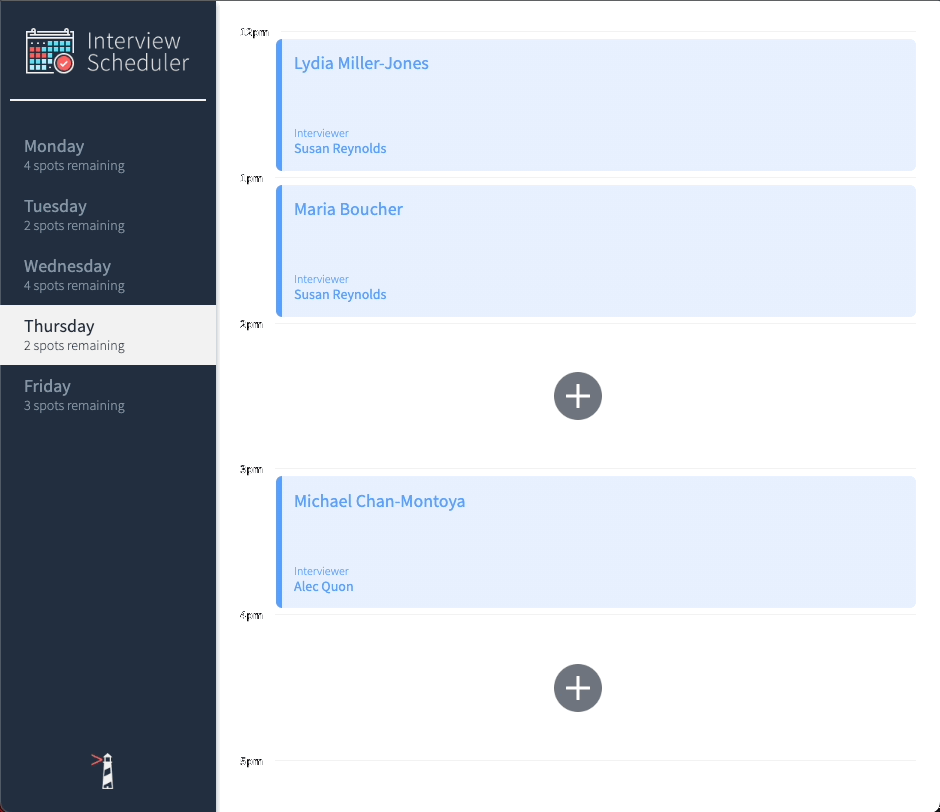 Interview
Scheduler
Monday
4 spots remaining
Tuesday
2 spots remaining
Wednesday
4 spots remaining
Thursday
2 spots remaining
Friday
3 spots remaining
12pm
Lydia Miller-Jones
Interviewer
Susan Reynolds
1pm
Maria Boucher
Interviewer
Susan Reynolds
2pm
3pm
Michael Chan-Montoya
Interviewer
Alec Quon
4pm
5pm